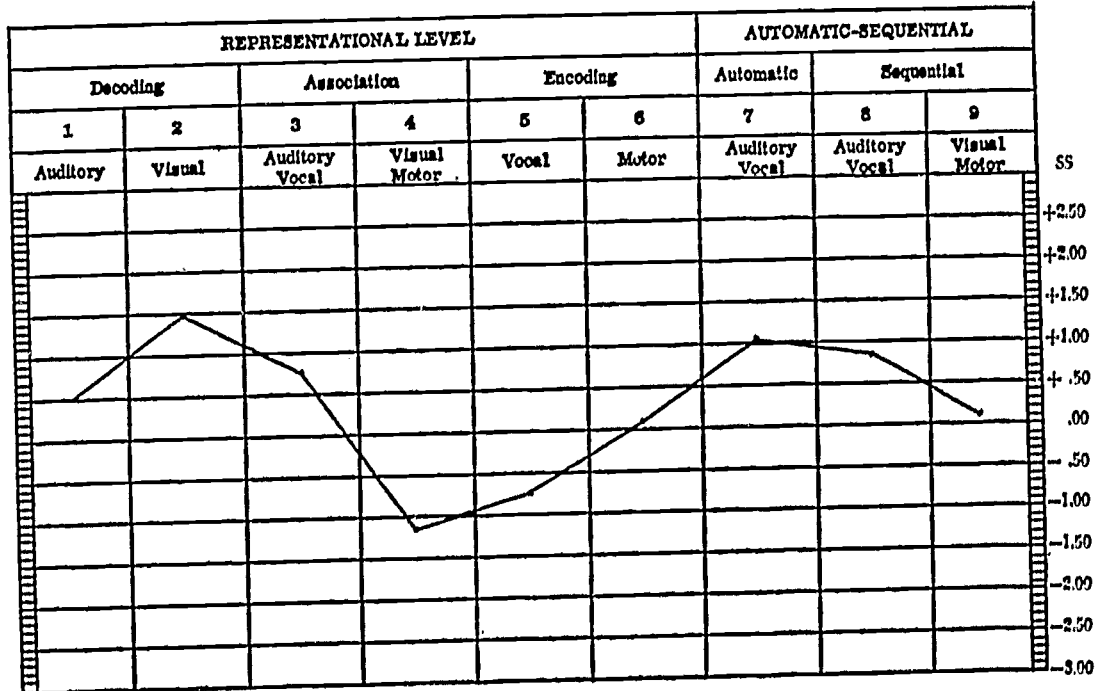 REPRESENTATIONAL LEVEL AUTOMATIC-SEQUENTIAL
Decoding Association Encoding Automatic Sequential
1 2 3 4 5 6 7 8 9
Auditory Visual Auditory Vocal Visual Motor Vocal Motor Auditory Vocal Auditory Vocal Visual Motor
SS
+2.50
+2.00
+1.50
+1.00
+ .50
.00
- .50
-1.00
-1.50
-2.00
-2.50
-3.00